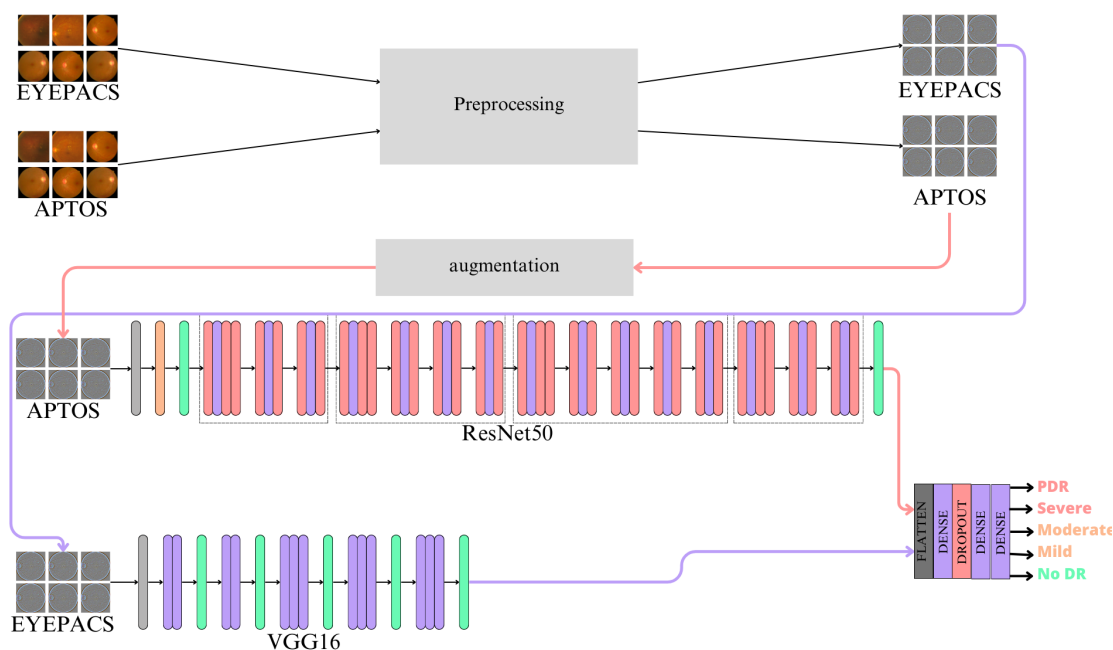 EYEPACS
Preprocessing
EYEPACS
APTOS
APTOS
augmentation
APTOS
ResNet50
FLATTEN
DENSE
DROPOUT
DENSE
DENSE
PDR
Severe
Moderate
Mild
No DR
EYEPACS
VGG16